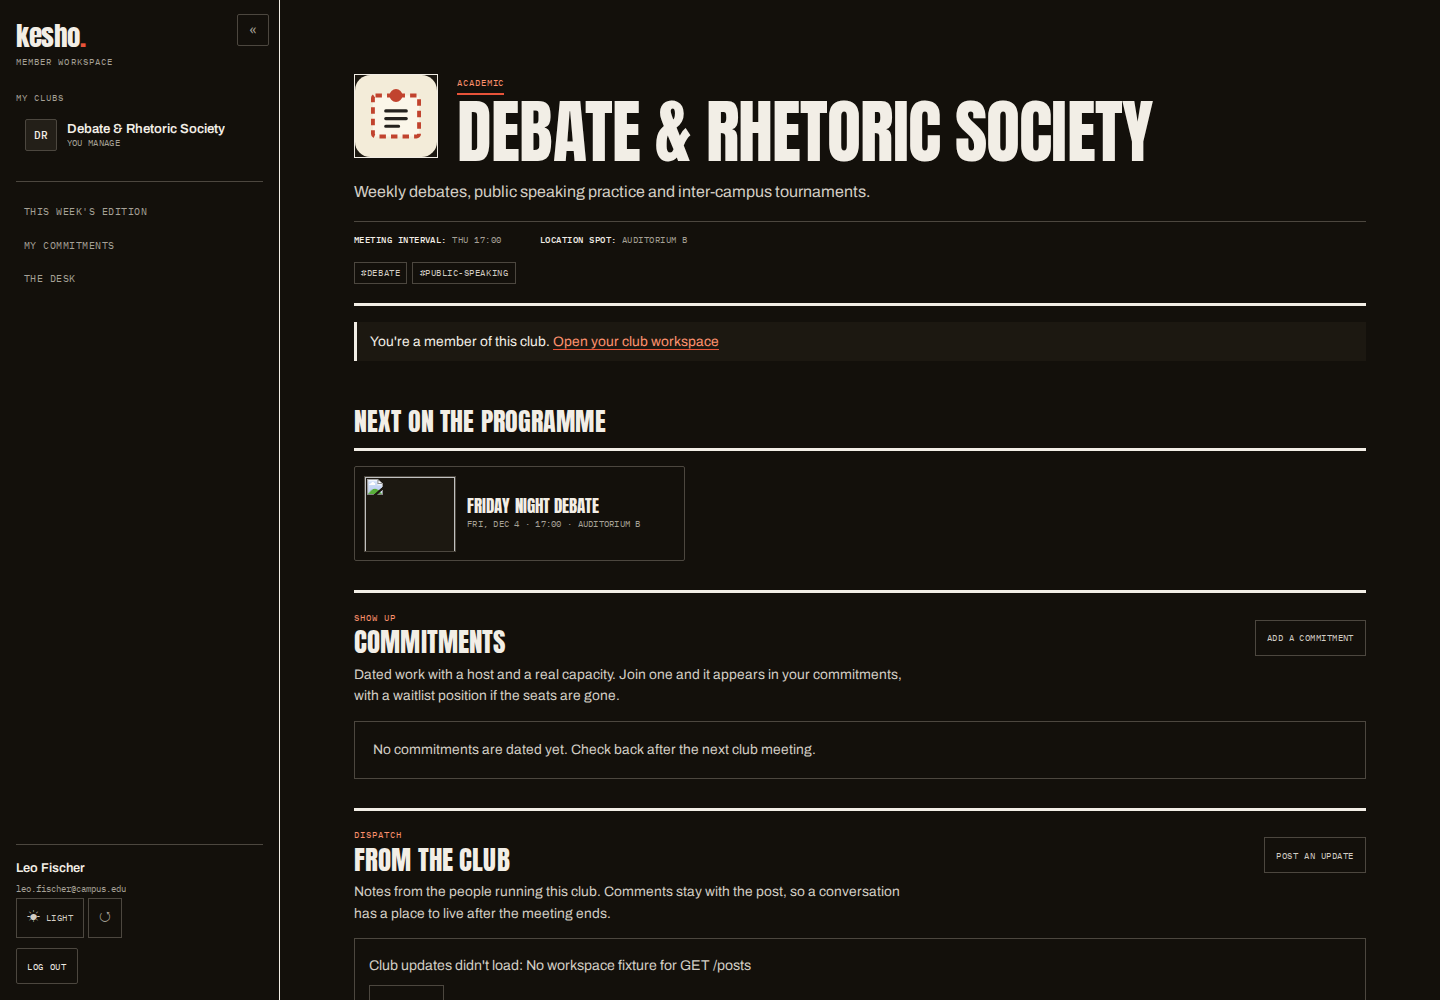 kesho.
«
MEMBER WORKSPACE
MY CLUBS
DR
Debate & Rhetoric Society
YOU MANAGE
THIS WEEK'S EDITION
MY COMMITMENTS
THE DESK
Leo Fischer
leo.fischer@campus.edu
☀ LIGHT
LOG OUT
ACADEMIC
DEBATE & RHETORIC SOCIETY
Weekly debates, public speaking practice and inter-campus tournaments.
MEETING INTERVAL: THU 17:00 LOCATION SPOT: AUDITORIUM B
#DEBATE #PUBLIC-SPEAKING
You're a member of this club. Open your club workspace
NEXT ON THE PROGRAMME
FRIDAY NIGHT DEBATE
FRI, DEC 4 · 17:00 · AUDITORIUM B
SHOW UP
COMMITMENTS
ADD A COMMITMENT
Dated work with a host and a real capacity. Join one and it appears in your commitments,
with a waitlist position if the seats are gone.
No commitments are dated yet. Check back after the next club meeting.
DISPATCH
FROM THE CLUB
POST AN UPDATE
Notes from the people running this club. Comments stay with the post, so a conversation
has a place to live after the meeting ends.
Club updates didn't load: No workspace fixture for GET /posts